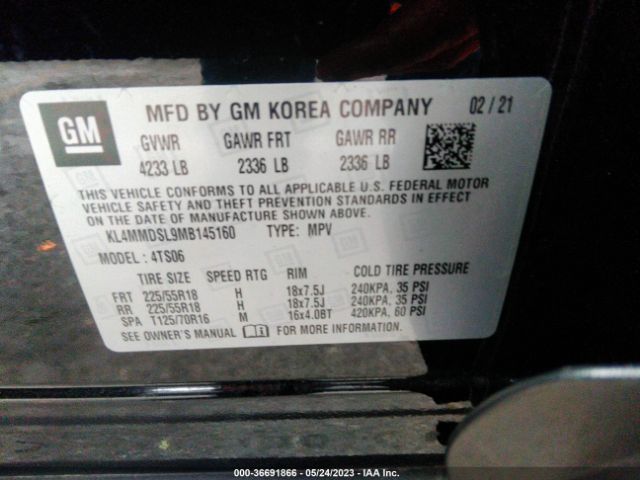 GM
MFD BY GM KOREA COMPANY 02 / 21
GVWR GAWR FRT GAWR RR
4233 LB 2336 LB 2336 LB
THIS VEHICLE CONFORMS TO ALL APPLICABLE U.S. FEDERAL MOTOR
VEHICLE SAFETY AND THEFT PREVENTION STANDARDS IN EFFECT
ON THE DATE OF MANUFACTURE SHOWN ABOVE.
KL4MMDSL9MB145160 TYPE: MPV
MODEL: 4TS06
TIRE SIZE SPEED RTG RIM COLD TIRE PRESSURE
FRT 225/55R18 H 18x7.5J 240KPA. 35 PSI
RR 225/55R18 H 18x7.5J 240KPA. 35 PSI
SPA T125/70R16 M 16x4.0BT 420KPA. 60 PSI
SEE OWNER'S MANUAL FOR MORE INFORMATION.
000-36691866 - 05/24/2023 - IAA Inc.